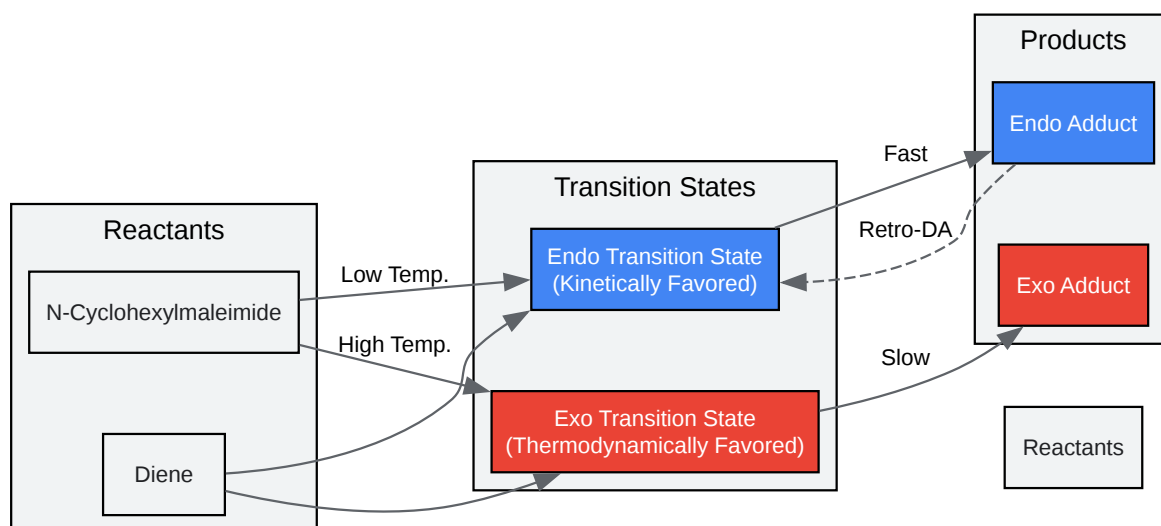 Reactants
N-Cyclohexylmaleimide
Diene
Low Temp.
High Temp.
Transition States
Endo Transition State
(Kinetically Favored)
Exo Transition State
(Thermodynamically Favored)
Fast
Retro-DA
Slow
Products
Endo Adduct
Exo Adduct
Reactants